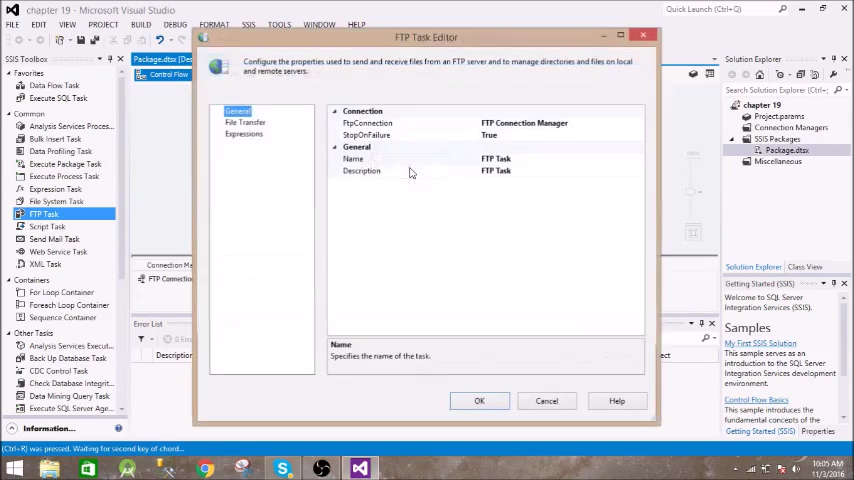 chapter 19 - Microsoft Visual Studio
Quick Launch (Ctrl+Q)
FILE EDIT VIEW PROJECT BUILD DEBUG FORMAT SSIS TOOLS WINDOW
FTP Task Editor
SSIS Toolbox
Package.dtsx [Des
Control Flow
Configure the properties used to send and receive files from an FTP server and to manage directories and files on local
and remote servers.
Solution Explorer
Search Solution Explorer (Ctrl+;)
Favorites
Data Flow Task
Execute SQL Task
Common
Analysis Services Proces...
Bulk Insert Task
Data Profiling Task
Execute Package Task
Execute Process Task
Expression Task
File System Task
FTP Task
Script Task
Send Mail Task
Web Service Task
XML Task
Containers
For Loop Container
Foreach Loop Container
Sequence Container
Other Tasks
Analysis Services Execut...
Back Up Database Task
CDC Control Task
Check Database Integrit...
Data Mining Query Task
Execute SQL Server Age...
Information...
Connection Ma
FTP Connection
Error List
0 Erro
Description
General
File Transfer
Expressions
Connection
FtpConnection FTP Connection Manager
StopOnFailure True
General
Name FTP Task
Description FTP Task
Name
Specifies the name of the task.
OK Cancel Help
100%
ect
chapter 19
Project.params
Connection Managers
SSIS Packages
Package.dtsx
Miscellaneous
Solution Explorer Class View
Getting Started (SSIS)
Welcome to SQL
Server Integration
Services
Samples
My First SSIS Solution
This sample serves as
an introduction to the
SQL Server Integration
Services development
environment.
Control Flow Basics
This sample
introduces the
fundamental
Getting Started (SSIS) Properties
(Ctrl+R) was pressed. Waiting for second key of chord...
10:05 AM
11/3/2016